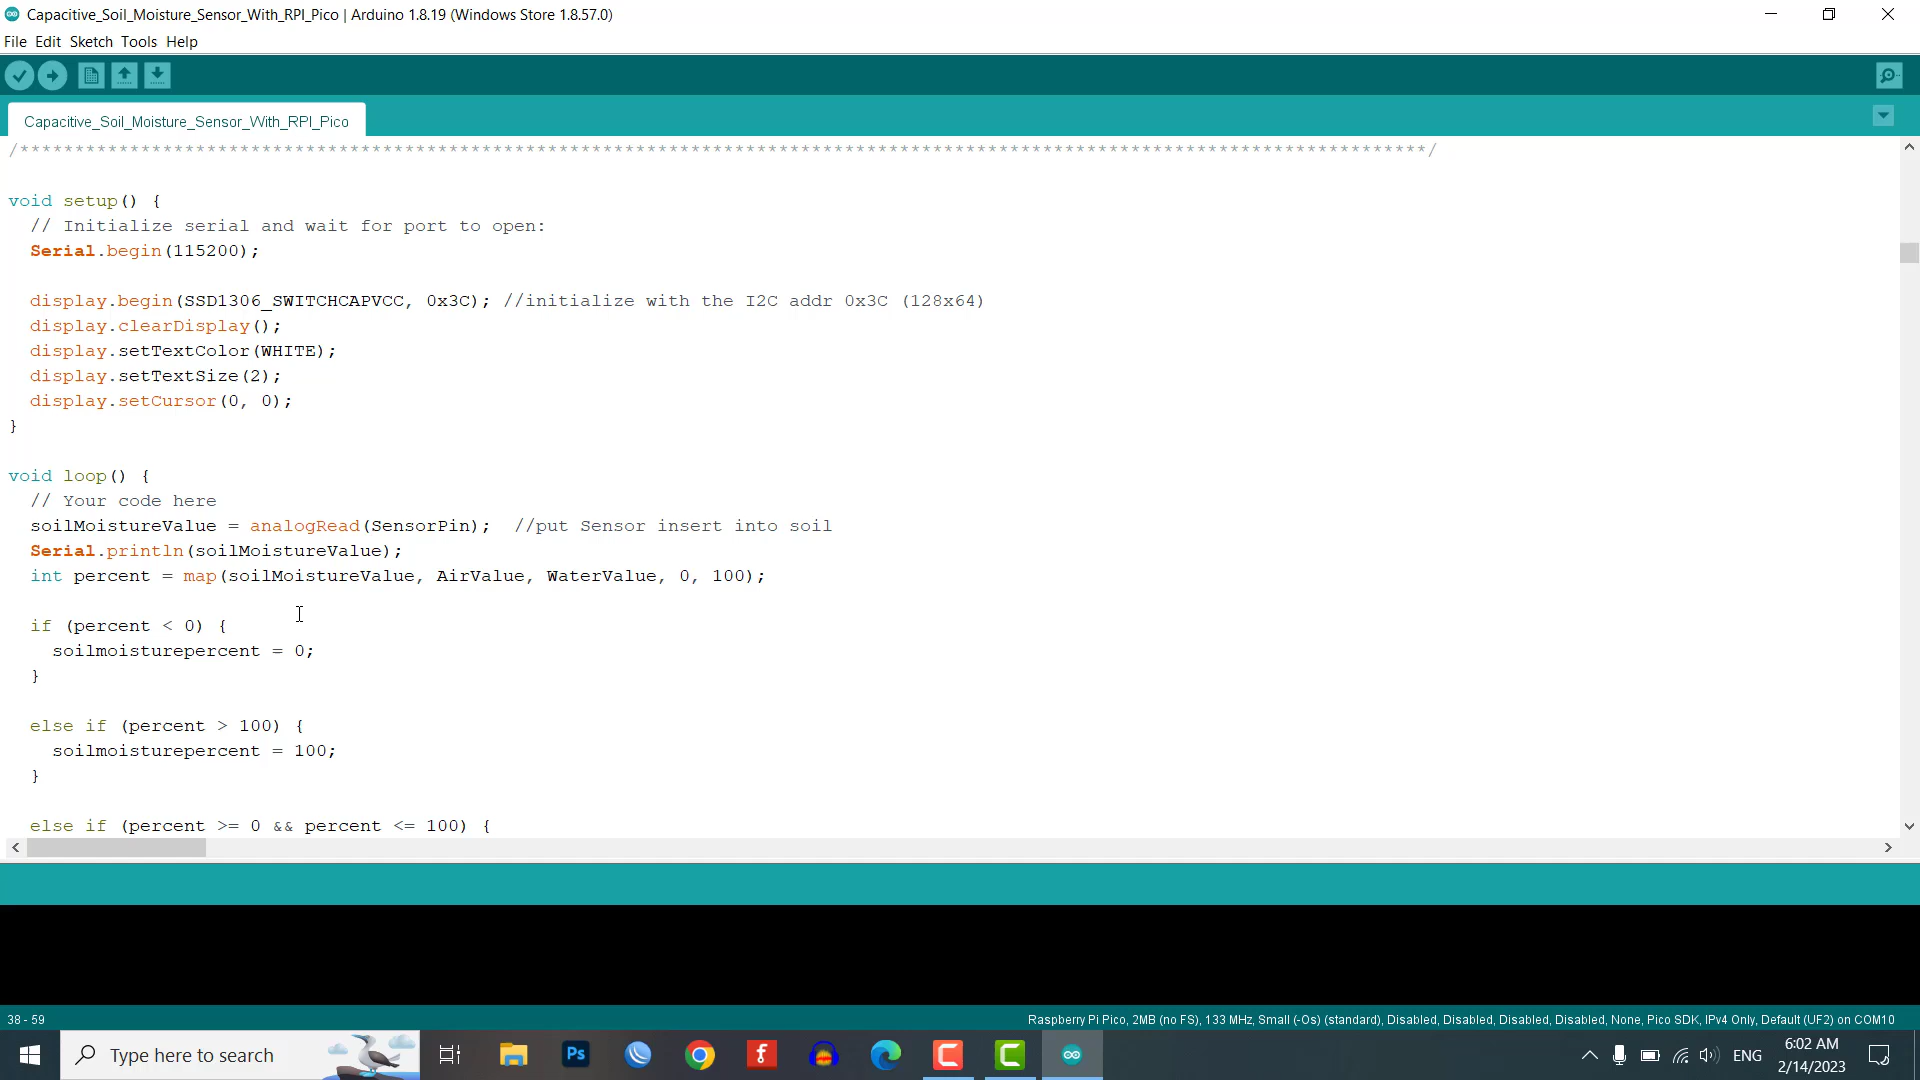 Capacitive_Soil_Moisture_Sensor_With_RPI_Pico | Arduino 1.8.19 (Windows Store 1.8.57.0)
File Edit Sketch Tools Help
Capacitive_Soil_Moisture_Sensor_With_RPI_Pico
void setup() {
// Initialize serial and wait for port to open:
Serial.begin(115200);
display.begin(SSD1306_SWITCHCAPVCC, 0x3C); //initialize with the I2C addr 0x3C (128x64)
display.clearDisplay();
display.setTextColor(WHITE);
display.setTextSize(2);
display.setCursor(0, 0);
}
void loop() {
// Your code here
soilMoistureValue = analogRead(SensorPin); //put Sensor insert into soil
Serial.println(soilMoistureValue);
int percent = map(soilMoistureValue, AirValue, WaterValue, 0, 100);
if (percent < 0) {
soilmoisturepercent = 0;
}
else if (percent > 100) {
soilmoisturepercent = 100;
}
else if (percent >= 0 && percent <= 100) {
38 - 59
Raspberry Pi Pico, 2MB (no FS), 133 MHz, Small (-Os) (standard), Disabled, Disabled, Disabled, Disabled, None, Pico SDK, IPv4 Only, Default (UF2) on COM10
Type here to search
Ps
ENG
6:02 AM
2/14/2023